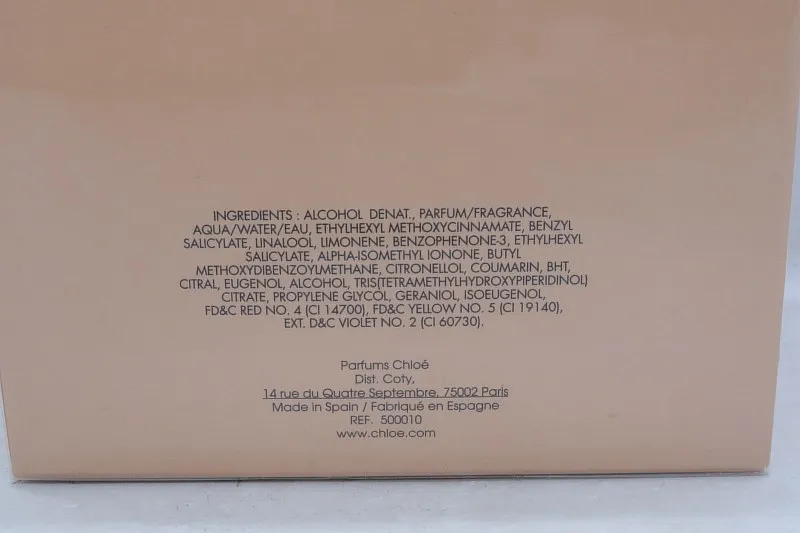 INGREDIENTS : ALCOHOL DENAT., PARFUM/FRAGRANCE,
AQUA/WATER/EAU, ETHYLHEXYL METHOXYCINNAMATE, BENZYL
SALICYLATE, LINALOOL, LIMONENE, BENZOPHENONE-3, ETHYLHEXYL
SALICYLATE, ALPHA-ISOMETHYL IONONE, BUTYL
METHOXYDIBENZOYLMETHANE, CITRONELLOL, COUMARIN, BHT,
CITRAL, EUGENOL, ALCOHOL, TRIS(TETRAMETHYLHYDROXYPIPERIDINOL)
CITRATE, PROPYLENE GLYCOL, GERANIOL, ISOEUGENOL,
FD&C RED NO. 4 (CI 14700), FD&C YELLOW NO. 5 (CI 19140),
EXT. D&C VIOLET NO. 2 (CI 60730).
Parfums Chloé
Dist. Coty,
14 rue du Quatre Septembre, 75002 Paris
Made in Spain / Fabriqué en Espagne
REF. 500010
www.chloe.com